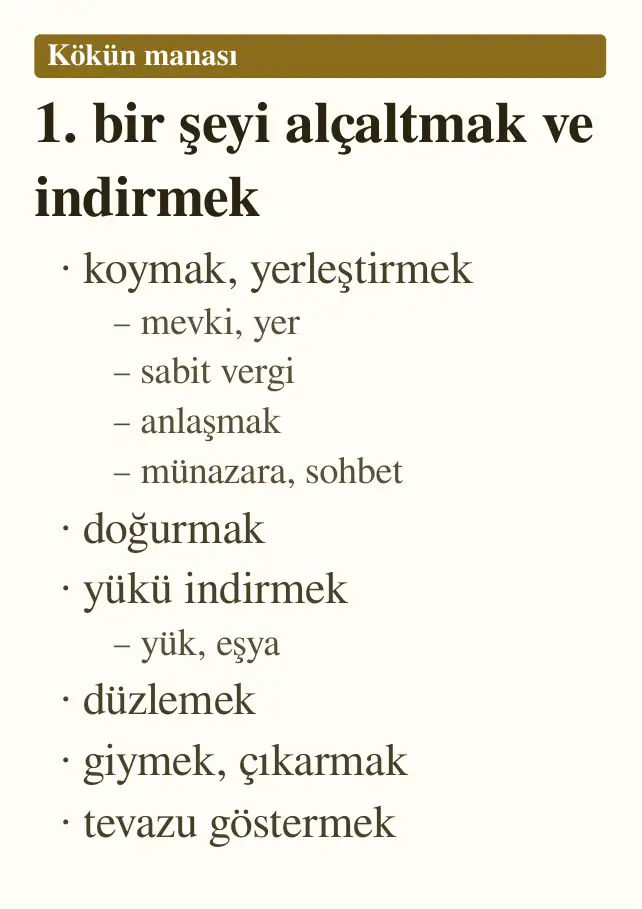 Kökün manası
1. bir şeyi alçaltmak ve
indirmek
· koymak, yerleştirmek
– mevki, yer
– sabit vergi
– anlaşmak
– münazara, sohbet
· doğurmak
· yükü indirmek
– yük, eşya
· düzlemek
· giymek, çıkarmak
· tevazu göstermek